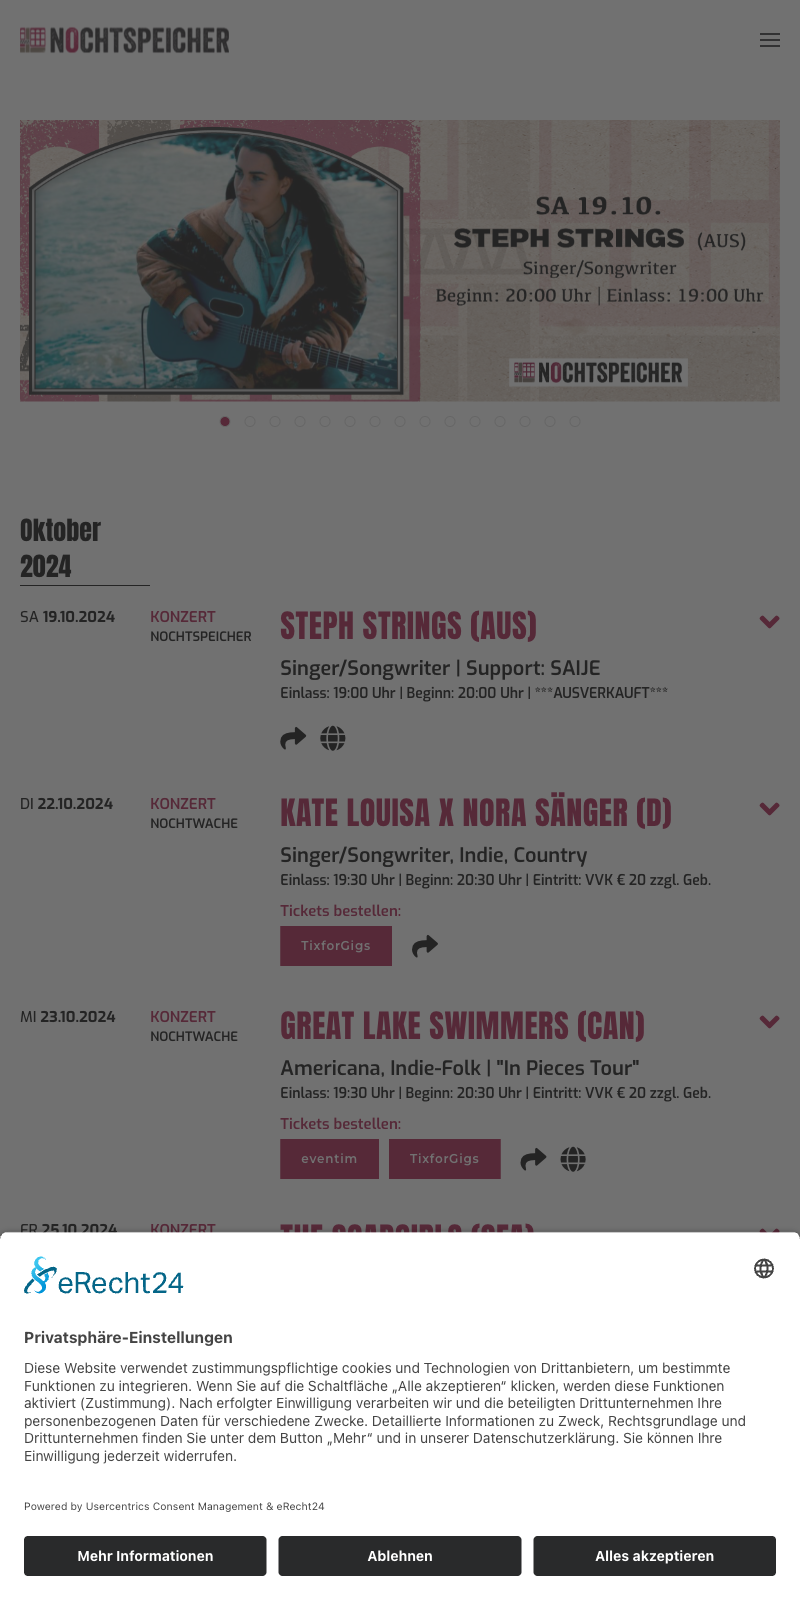 NOCHTSPEICHER
SA 19.10.
STEPH STRINGS (AUS)
Singer/Songwriter
Beginn: 20:00 Uhr | Einlass: 19:00 Uhr
NOCHTSPEICHER
Oktober
2024
SA 19.10.2024
KONZERT
NOCHTSPEICHER
STEPH STRINGS (AUS)
Singer/Songwriter | Support: SAIJE
Einlass: 19:00 Uhr | Beginn: 20:00 Uhr | ***AUSVERKAUFT***
DI 22.10.2024
KONZERT
NOCHTWACHE
KATE LOUISA X NORA SÄNGER (D)
Singer/Songwriter, Indie, Country
Einlass: 19:30 Uhr | Beginn: 20:30 Uhr | Eintritt: VVK € 20 zzgl. Geb.
Tickets bestellen:
TixforGigs
MI 23.10.2024
KONZERT
NOCHTWACHE
GREAT LAKE SWIMMERS (CAN)
Americana, Indie-Folk | "In Pieces Tour"
Einlass: 19:30 Uhr | Beginn: 20:30 Uhr | Eintritt: VVK € 20 zzgl. Geb.
Tickets bestellen:
eventim
TixforGigs
FR 25.10.2024
KONZERT
eRecht24
Privatsphäre-Einstellungen
Diese Website verwendet zustimmungspflichtige cookies und Technologien von Drittanbietern, um bestimmte
Funktionen zu integrieren. Wenn Sie auf die Schaltfläche „Alle akzeptieren" klicken, werden diese Funktionen
aktiviert (Zustimmung). Nach erfolgter Einwilligung verarbeiten wir und die beteiligten Drittunternehmen Ihre
personenbezogenen Daten für verschiedene Zwecke. Detaillierte Informationen zu Zweck, Rechtsgrundlage und
Drittunternehmen finden Sie unter dem Button „Mehr" und in unserer Datenschutzerklärung. Sie können Ihre
Einwilligung jederzeit widerrufen.
Powered by Usercentrics Consent Management & eRecht24
Mehr Informationen
Ablehnen
Alles akzeptieren